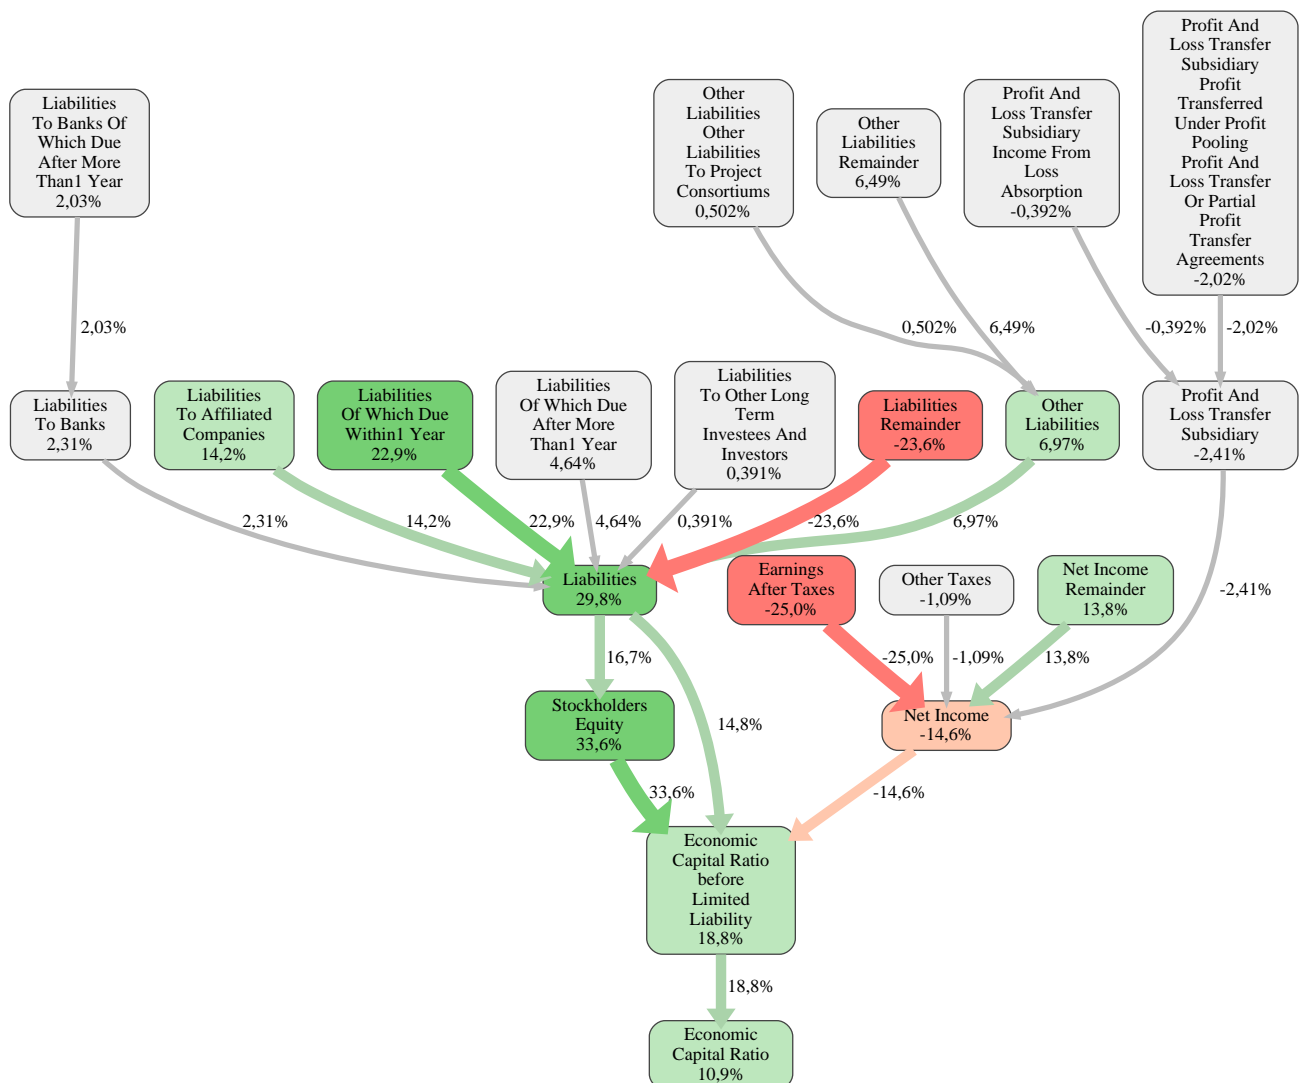 Profit And
Loss Transfer
Subsidiary
Profit
Transferred
Under Profit
Pooling
Profit And
Loss Transfer
Or Partial
Profit
Transfer
Agreements
-2,02%
Liabilities
To Banks Of
Which Due
After More
Than1 Year
2,03%
Other
Liabilities
Other
Liabilities
To Project
Consortiums
0,502%
Other
Liabilities
Remainder
6,49%
Profit And
Loss Transfer
Subsidiary
Income From
Loss
Absorption
-0,392%
2,03%
0,502%
6,49%
-0,392%
-2,02%
Liabilities
To Banks
2,31%
Liabilities
To Affiliated
Companies
14,2%
Liabilities
Of Which Due
Within1 Year
22,9%
Liabilities
Of Which Due
After More
Than1 Year
4,64%
Liabilities
To Other Long
Term
Investees And
Investors
0,391%
Liabilities
Remainder
-23,6%
Other
Liabilities
6,97%
Profit And
Loss Transfer
Subsidiary
-2,41%
2,31%
14,2%
22,9%
4,64%
0,391%
-23,6%
6,97%
Liabilities
29,8%
Earnings
After Taxes
-25,0%
Other Taxes
-1,09%
Net Income
Remainder
13,8%
-2,41%
16,7%
-25,0%
-1,09%
13,8%
Stockholders
Equity
33,6%
14,8%
Net Income
-14,6%
33,6%
-14,6%
Economic
Capital Ratio
before
Limited
Liability
18,8%
18,8%
Economic
Capital Ratio
10,9%